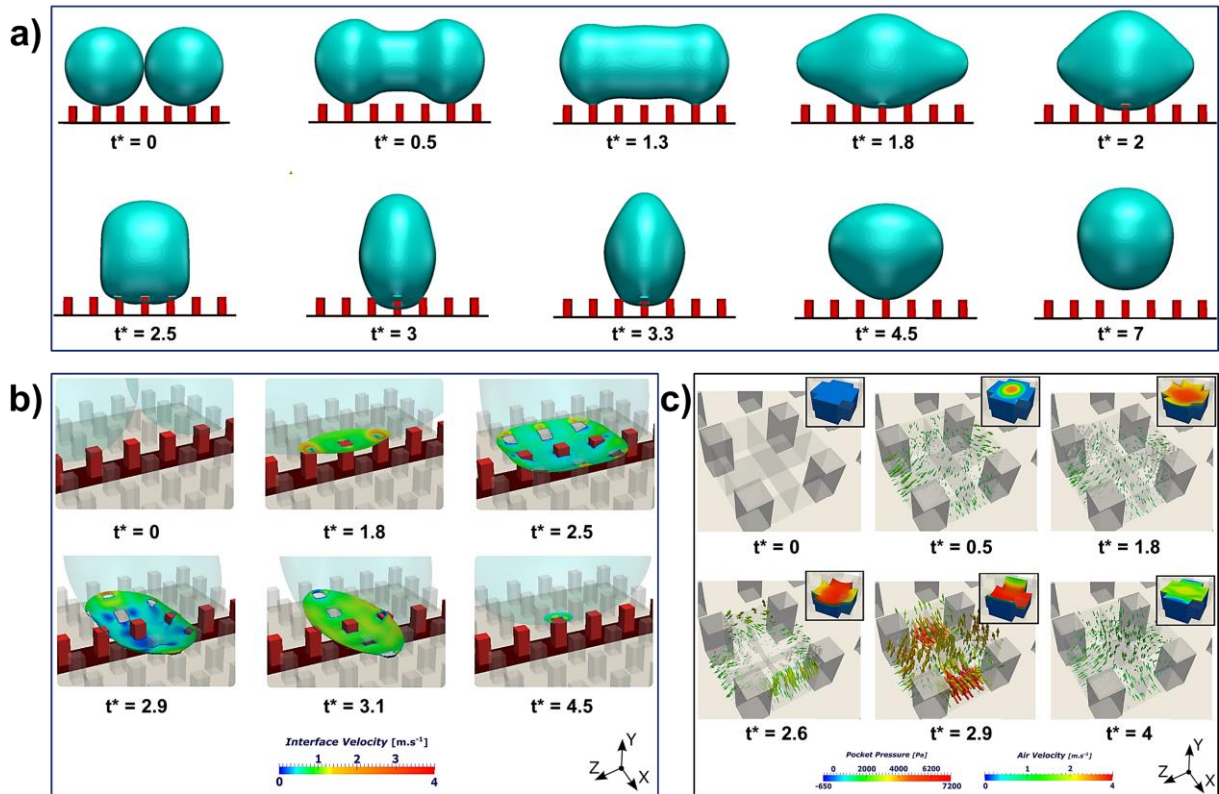 a)
t* = 0
t* = 0.5
t* = 1.3
t* = 1.8
t* = 2
t* = 2.5
t* = 3
t* = 3.3
t* = 4.5
t* = 7
b)
t* = 0
t* = 1.8
t* = 2.5
t* = 2.9
t* = 3.1
t* = 4.5
Interface Velocity [m.s⁻¹]
0 1 2 3 4
Y
Z
X
c)
t* = 0
t* = 0.5
t* = 1.8
t* = 2.6
t* = 2.9
t* = 4
Pocket Pressure [Pa]
-650 0 2000 4000 6200 7200
Air Velocity [m.s⁻¹]
0 1 2 4
Y
Z
X